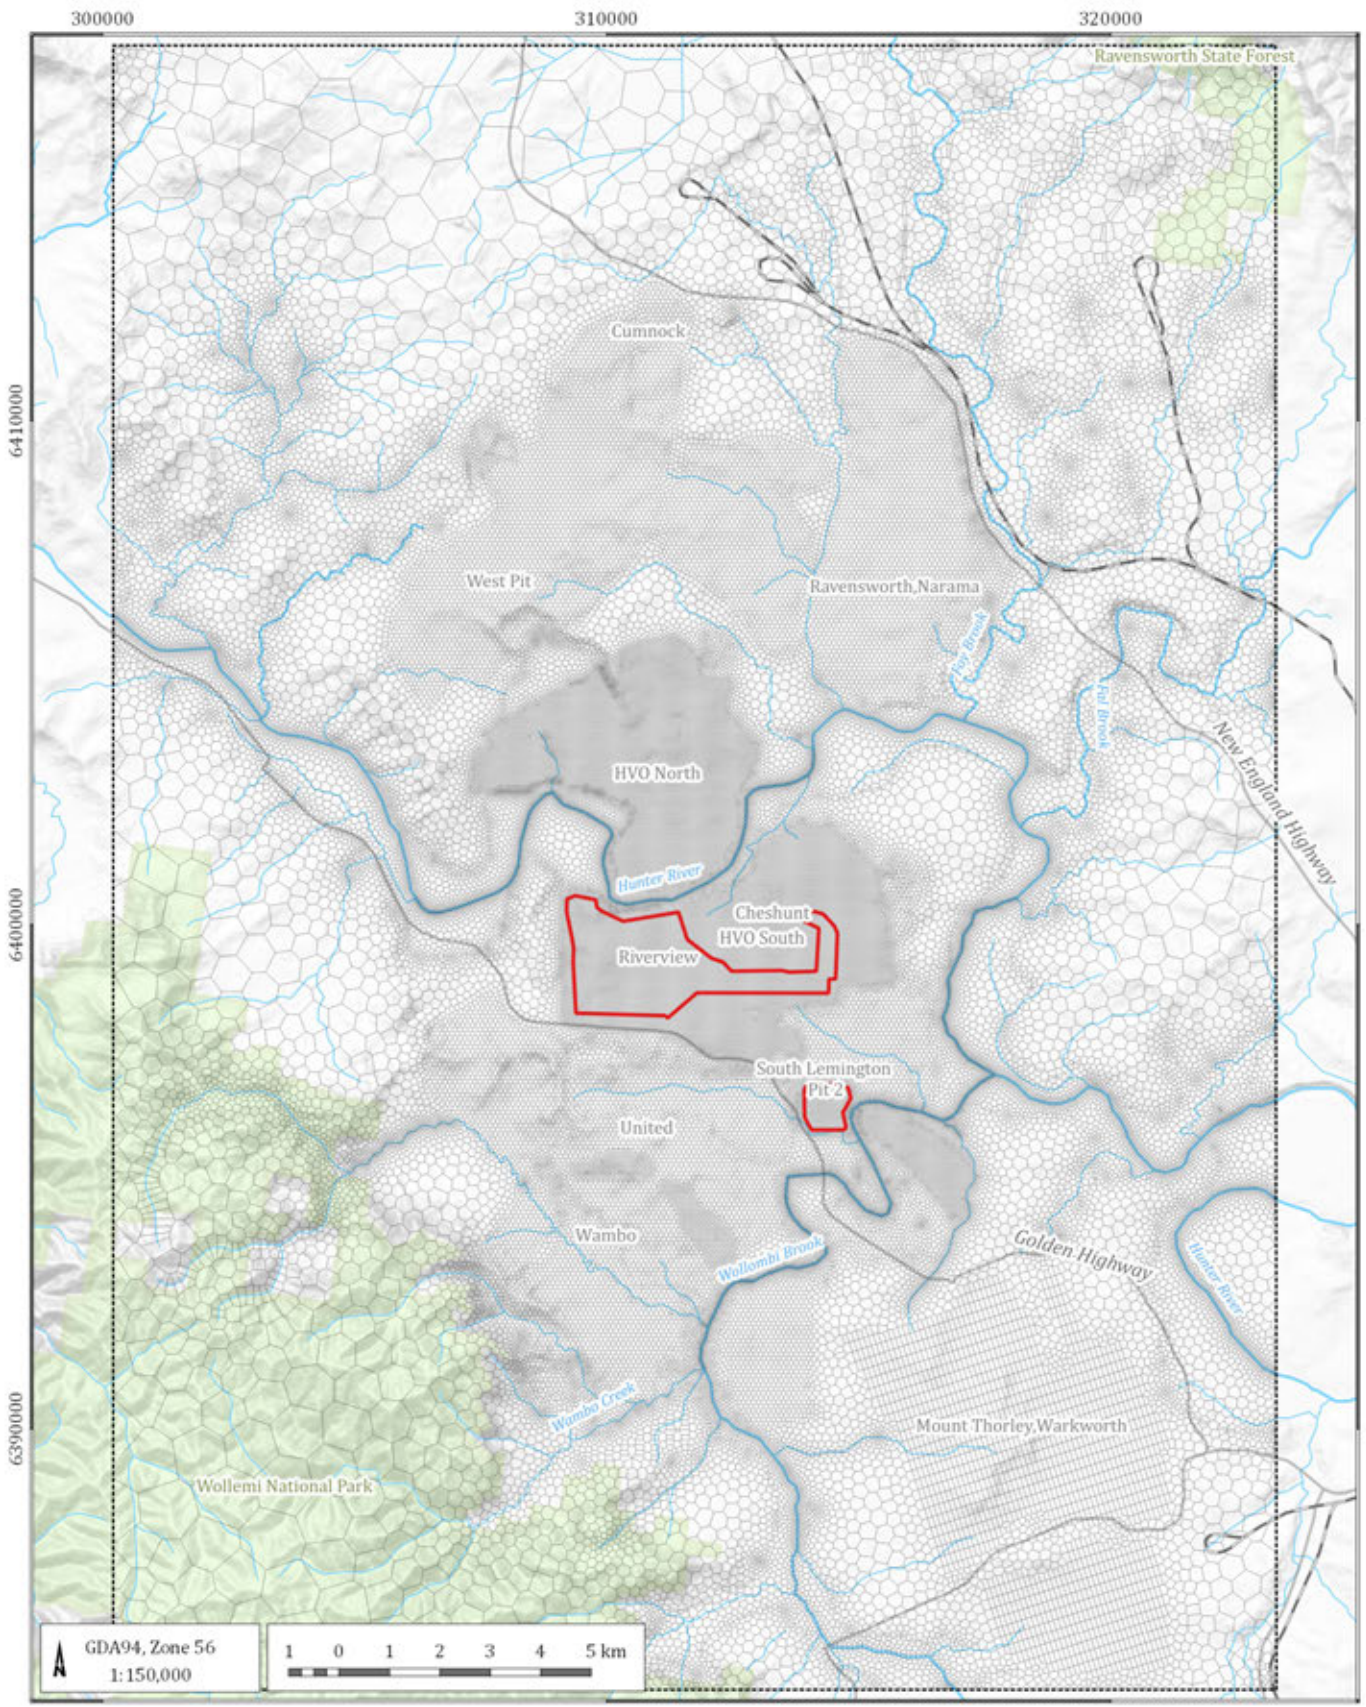 300000
310000
320000
Ravensworth State Forest
Cumnock
6410000
West Pit
Ravensworth,Narama
Foy Brook
Fal Brook
New England Highway
HVO North
Hunter River
6400000
Cheshunt
HVO South
Riverview
South Lemington
Pit 2
United
Wambo
Wollombi Brook
Golden Highway
Hunter River
Wambo Creek
6390000
Mount Thorley,Warkworth
Wollemi National Park
GDA94, Zone 56
1:150,000
1 0 1 2 3 4 5 km